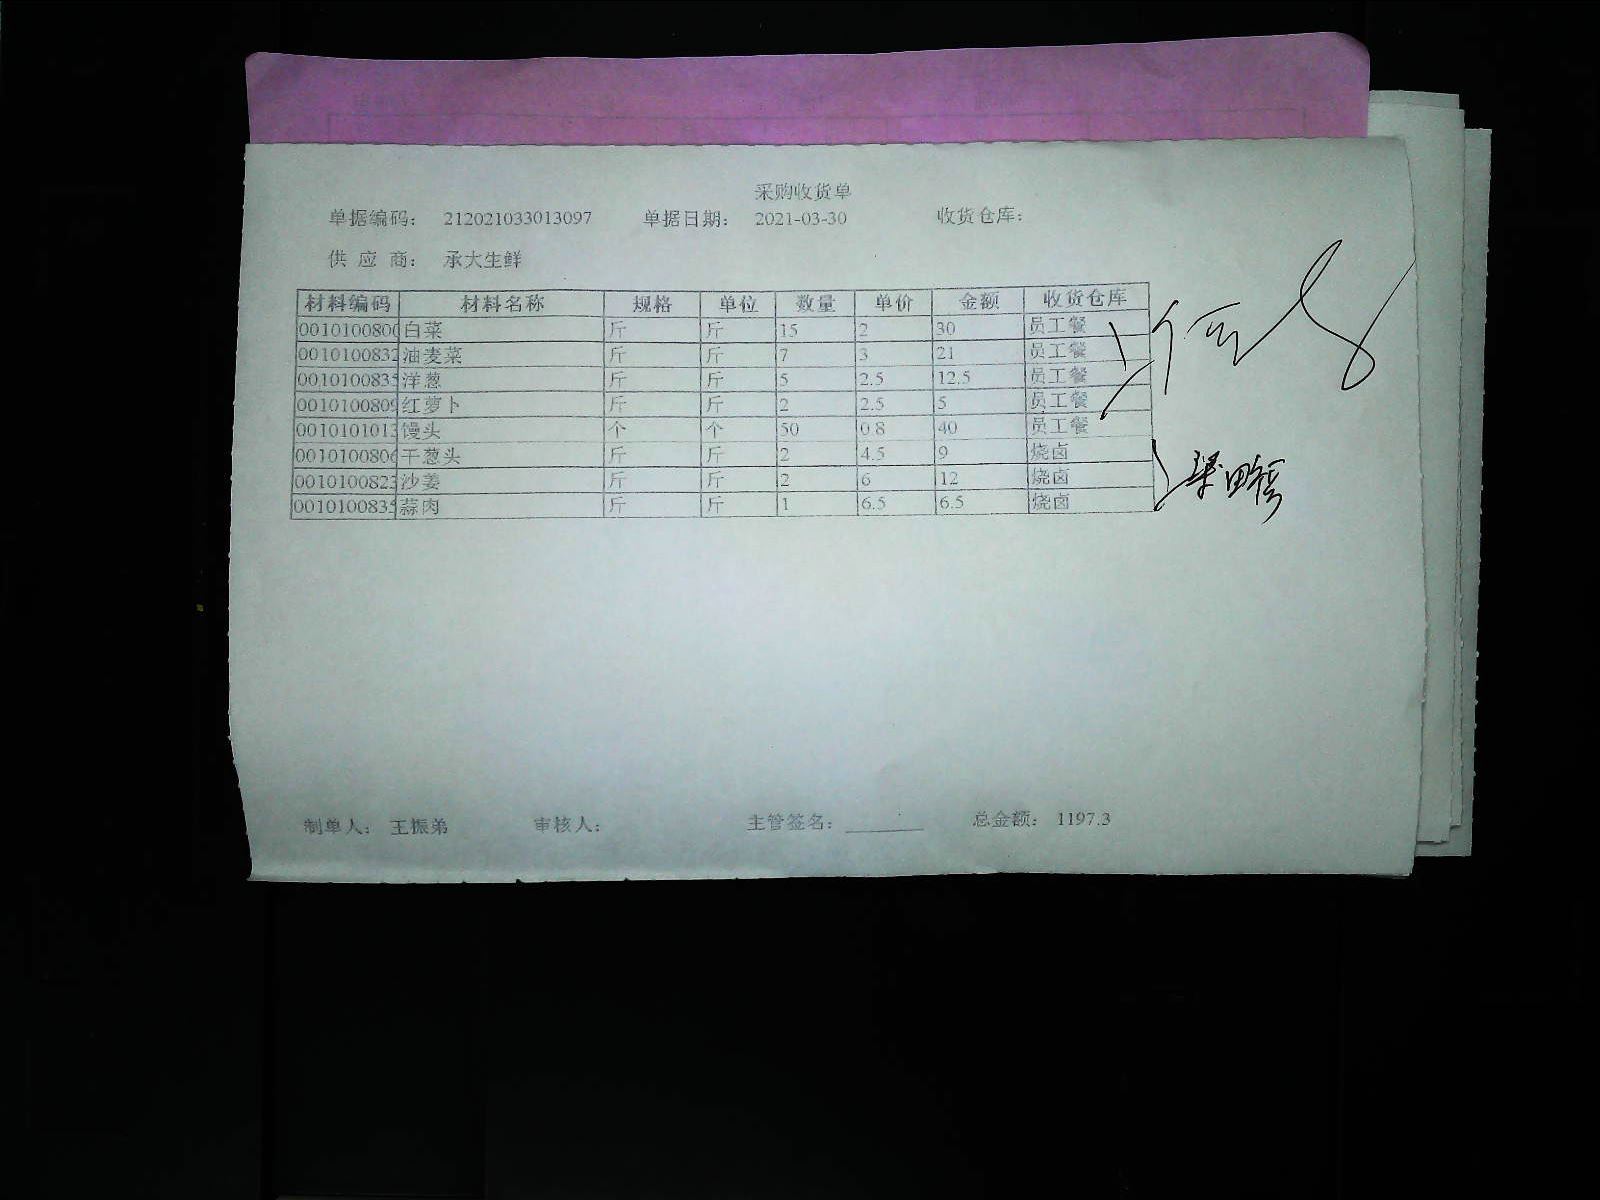 采购收货单
单据编码： 212021033013097 单据日期： 2021-03-30 收货仓库：
供 应 商： 承大生鲜
材料编码 材料名称 规格 单位 数量 单价 金额 收货仓库
0010100800 白菜 斤 斤 15 2 30 员工餐
0010100832 油麦菜 斤 斤 7 3 21 员工餐
0010100835 洋葱 斤 斤 5 2.5 12.5 员工餐
0010100809 红萝卜 斤 斤 2 2.5 5 员工餐
0010101013 馒头 个 个 50 0.8 40 员工餐
0010100806 干葱头 斤 斤 2 4.5 9 烧卤
0010100823 沙姜 斤 斤 2 6 12 烧卤
0010100835 蒜肉 斤 斤 1 6.5 6.5 烧卤
制单人： 王振弟 审核人： 主管签名： 总金额： 1197.3